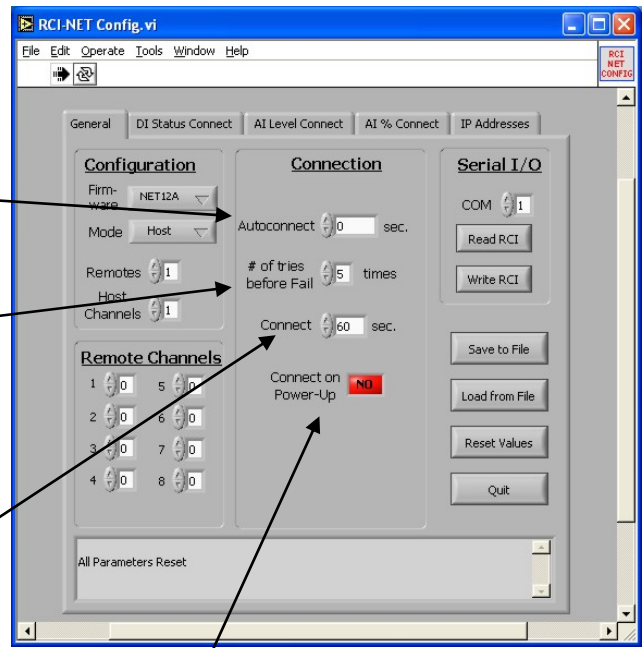 RCI-NET Config.vi
File Edit Operate Tools Window Help
RCI
NET
CONFIG
General DI Status Connect AI Level Connect AI % Connect IP Addresses
Configuration
Firm-
ware NET12A
Mode Host
Remotes 1
Host
Channels 1
Remote Channels
1 0 5 0
2 0 6 0
3 0 7 0
4 0 8 0
Connection
Autoconnect 0 sec.
# of tries
before Fail 5 times
Connect 60 sec.
Connect on
Power-Up NO
Serial I/O
COM 1
Read RCI
Write RCI
Save to File
Load from File
Reset Values
Quit
All Parameters Reset